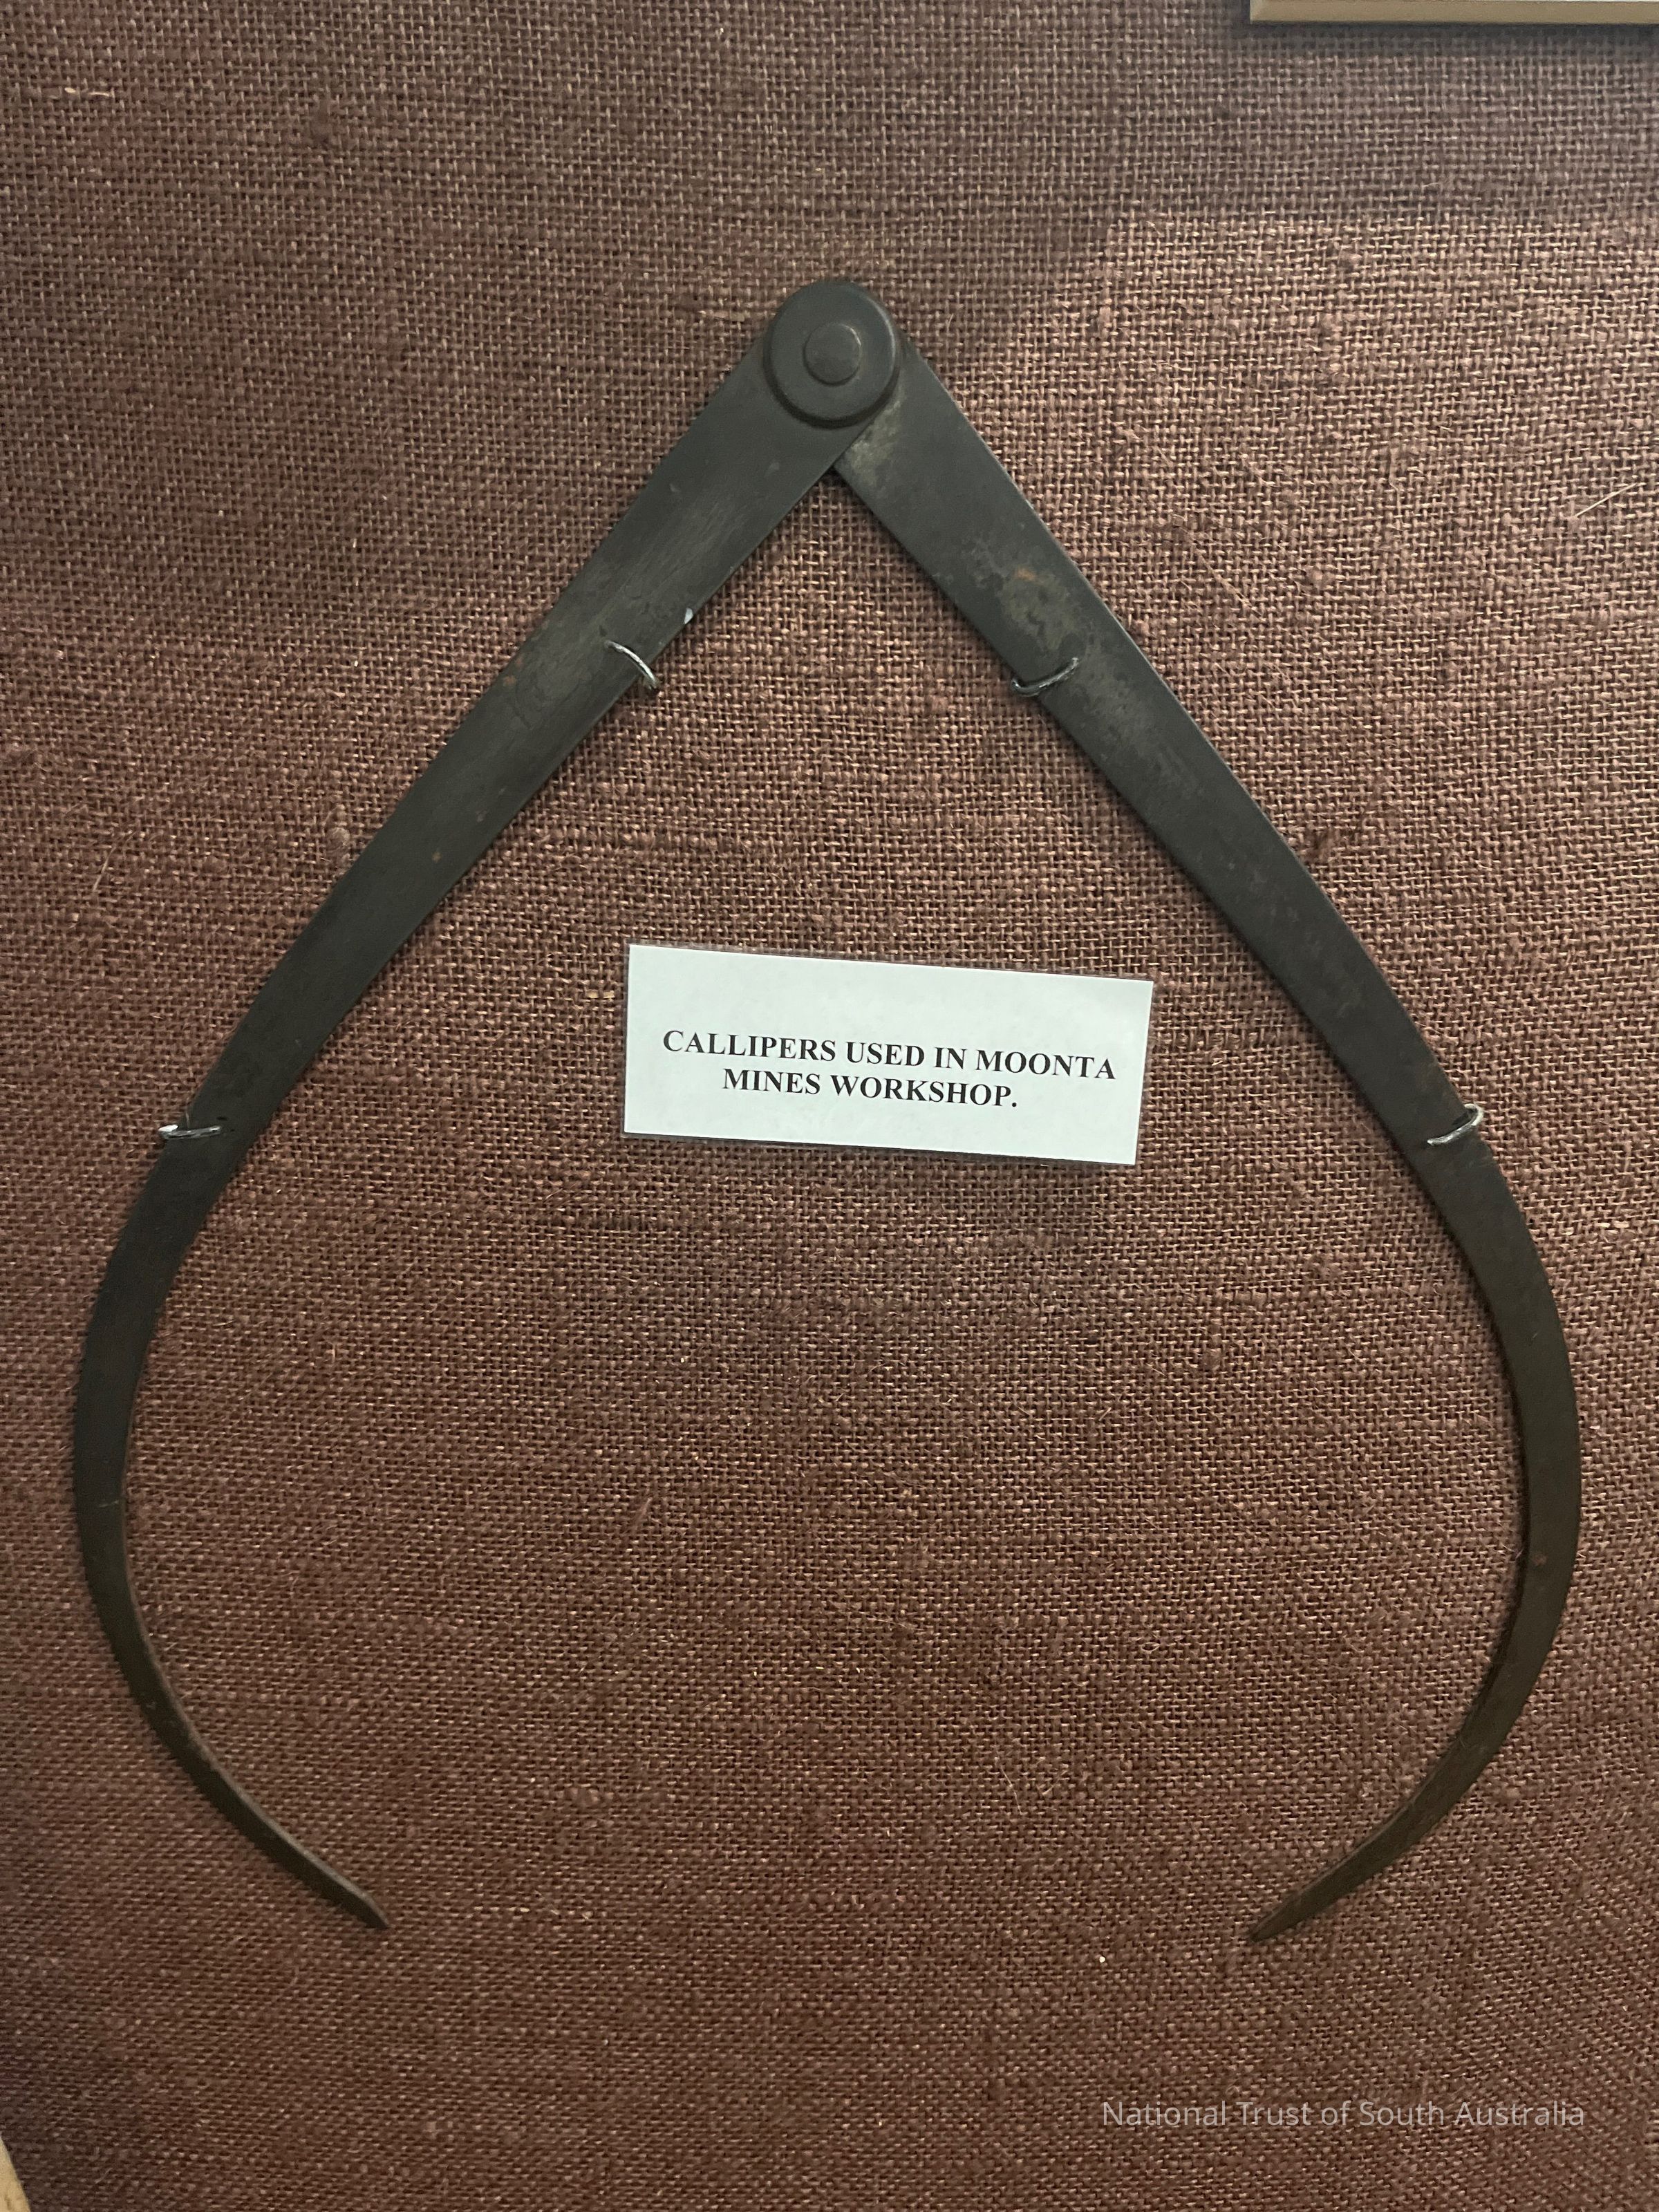 CALLIPERS USED IN MOONTA
MINES WORKSHOP.
National Trust of South Australia